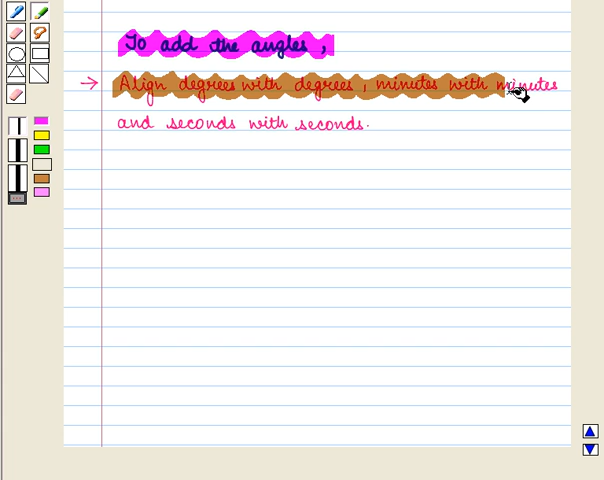 To add the angles,
→ Align degrees with degrees, minutes with minutes
and seconds with seconds.